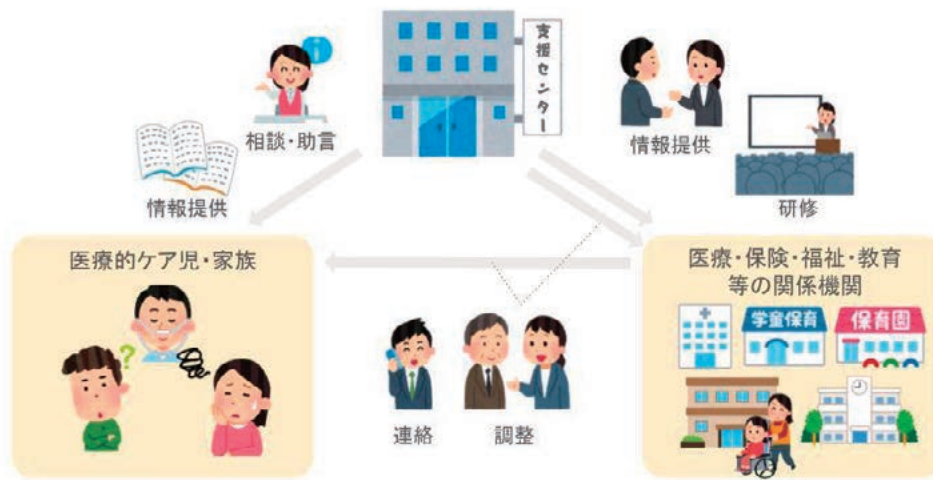 支援センター
相談・助言
情報提供
情報提供
研修
医療的ケア児・家族
医療・保険・福祉・教育
等の関係機関
学童保育
保育園
連絡
調整